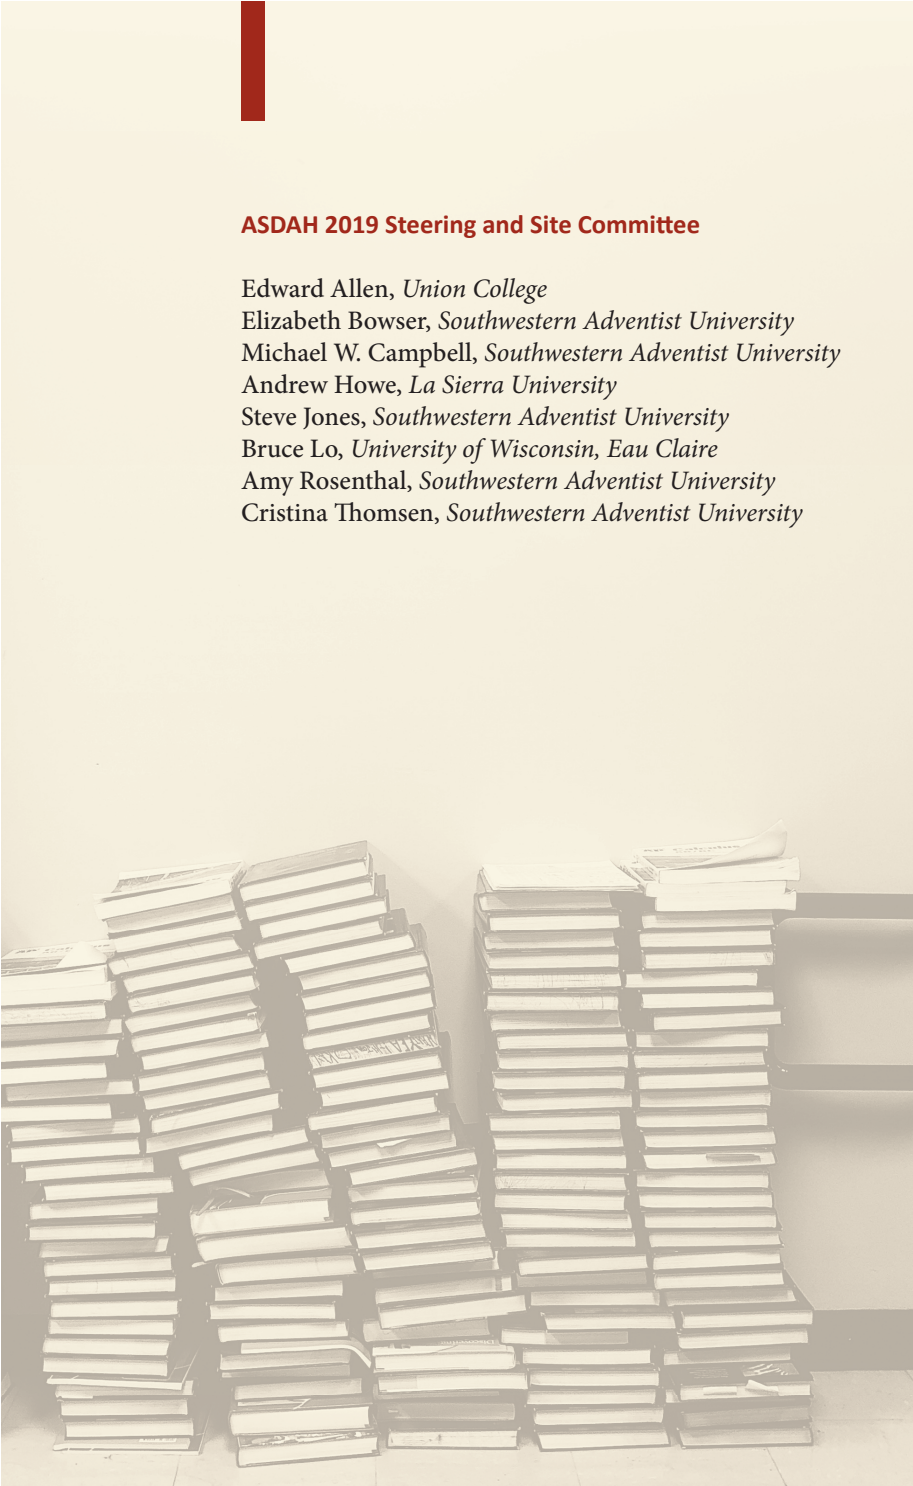 ASDAH 2019 Steering and Site Committee
Edward Allen, Union College
Elizabeth Bowser, Southwestern Adventist University
Michael W. Campbell, Southwestern Adventist University
Andrew Howe, La Sierra University
Steve Jones, Southwestern Adventist University
Bruce Lo, University of Wisconsin, Eau Claire
Amy Rosenthal, Southwestern Adventist University
Cristina Thomsen, Southwestern Adventist University